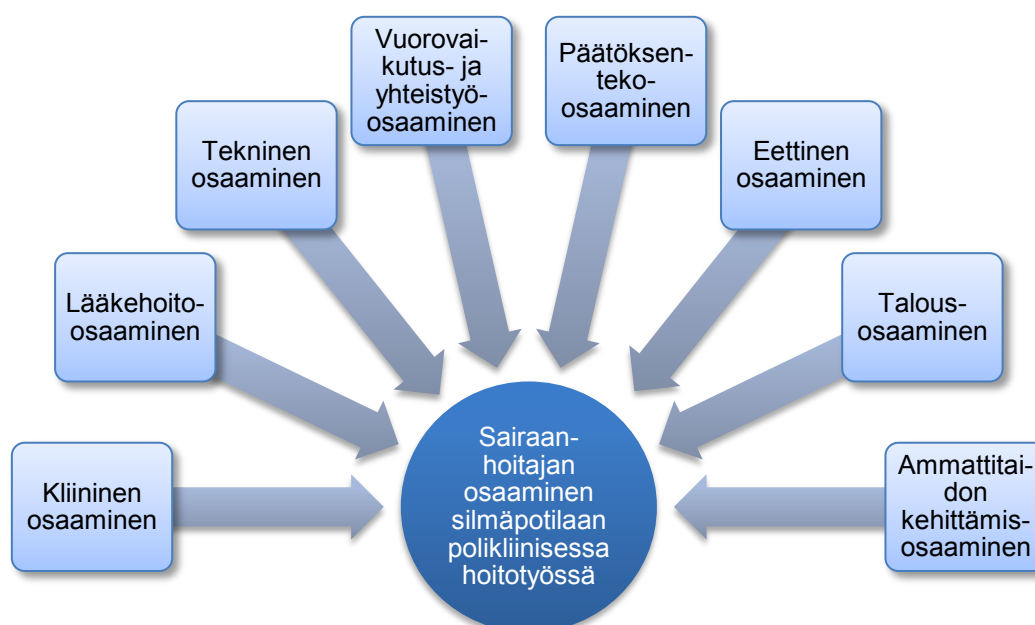 Vuorovai-
kutus- ja
yhteistyö-
osaaminen
Päätöksen-
teko-
osaaminen
Tekninen
osaaminen
Eettinen
osaaminen
Lääkehoito-
osaaminen
Talous-
osaaminen
Kliininen
osaaminen
Sairaan-
hoitajan
osaaminen
silmäpotilaan
polikliinisessa
hoitotyössä
Ammattitai-
don
kehittämis-
osaaminen